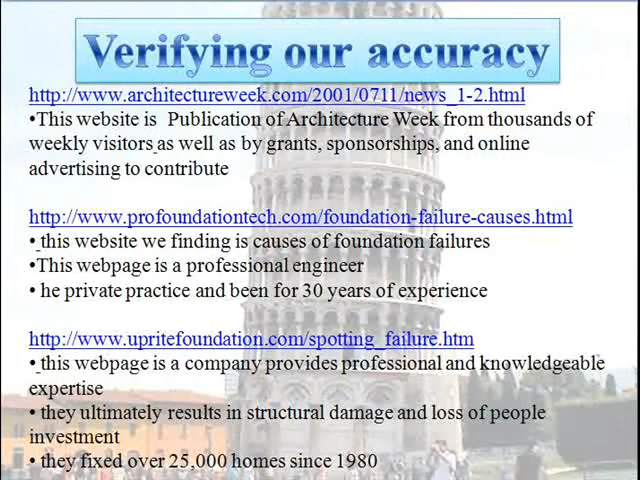 Verifying our accuracy
http://www.architectureweek.com/2001/0711/news_1-2.html
•This website is Publication of Architecture Week from thousands of
weekly visitors as well as by grants, sponsorships, and online
advertising to contribute
http://www.profoundationtech.com/foundation-failure-causes.html
• this website we finding is causes of foundation failures
•This webpage is a professional engineer
• he private practice and been for 30 years of experience
http://www.upritefoundation.com/spotting_failure.htm
• this webpage is a company provides professional and knowledgeable
expertise
• they ultimately results in structural damage and loss of people
investment
• they fixed over 25,000 homes since 1980